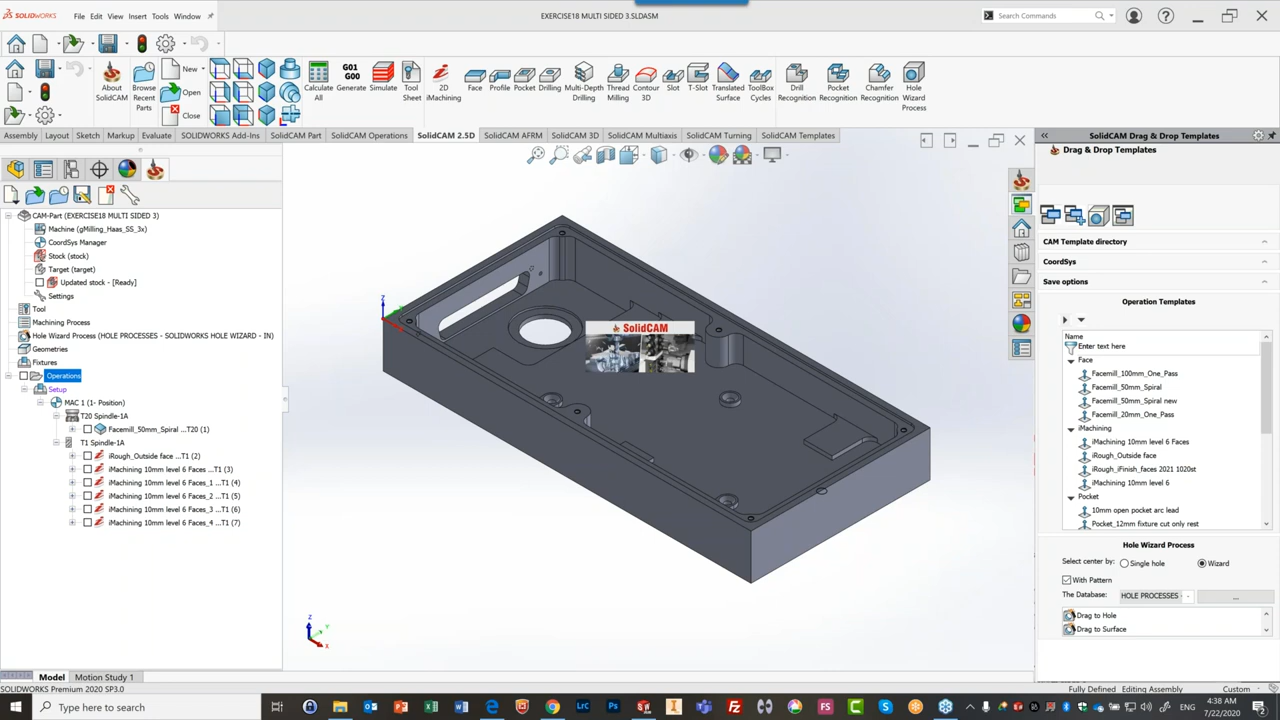 SOLIDWORKS File Edit View Insert Tools Window
EXERCISE18 MULTI SIDED 3.SLDASM
Search Commands
About SolidCAM
Browse Recent Parts
New
Open
Close
Calculate All
G01 G00
Generate
Simulate
Tool Sheet
2D iMachining
Face
Profile
Pocket
Drilling
Multi-Depth Drilling
Thread Milling
Contour 3D
Slot
T-Slot
Translated Surface
ToolBox Cycles
Drill Recognition
Pocket Recognition
Chamfer Recognition
Hole Wizard Process
Assembly Layout Sketch Markup Evaluate SOLIDWORKS Add-Ins SolidCAM Part SolidCAM Operations SolidCAM 2.5D SolidCAM AFRM SolidCAM 3D SolidCAM Multiaxis SolidCAM Turning SolidCAM Templates
CAM-Part (EXERCISE18 MULTI SIDED 3)
Machine (gMilling_Haas_SS_3x)
CoordSys Manager
Stock (stock)
Target (target)
Updated stock - [Ready]
Settings
Tool
Machining Process
Hole Wizard Process (HOLE PROCESSES - SOLIDWORKS HOLE WIZARD - IN)
Geometries
Fixtures
Operations
Setup
MAC 1 (1- Position)
T20 Spindle-1A
Facemill_50mm_Spiral ...T20 (1)
T1 Spindle-1A
iRough_Outside face ...T1 (2)
iMachining 10mm level 6 Faces ...T1 (3)
iMachining 10mm level 6 Faces_1 ...T1 (4)
iMachining 10mm level 6 Faces_2 ...T1 (5)
iMachining 10mm level 6 Faces_3 ...T1 (6)
iMachining 10mm level 6 Faces_4 ...T1 (7)
Z
SolidCAM
Z
Y
X
SolidCAM Drag & Drop Templates
Drag & Drop Templates
CAM Template directory
CoordSys
Save options
Operation Templates
Name
Enter text here
Face
Facemill_100mm_One_Pass
Facemill_50mm_Spiral
Facemill_50mm_Spiral new
Facemill_20mm_One_Pass
iMachining
iMachining 10mm level 6 Faces
iRough_Outside face
iRough_iFinish_faces 2021 1020st
iMachining 10mm level 6
Pocket
10mm open pocket arc lead
Pocket_12mm fixture cut only rest
Hole Wizard Process
Select center by: Single hole Wizard
With Pattern
The Database: HOLE PROCESSES - ...
Drag to Hole
Drag to Surface
Model Motion Study 1
SOLIDWORKS Premium 2020 SP3.0
Fully Defined Editing Assembly Custom
Type here to search
LrC
Ps
FS
4:38 AM
7/22/2020